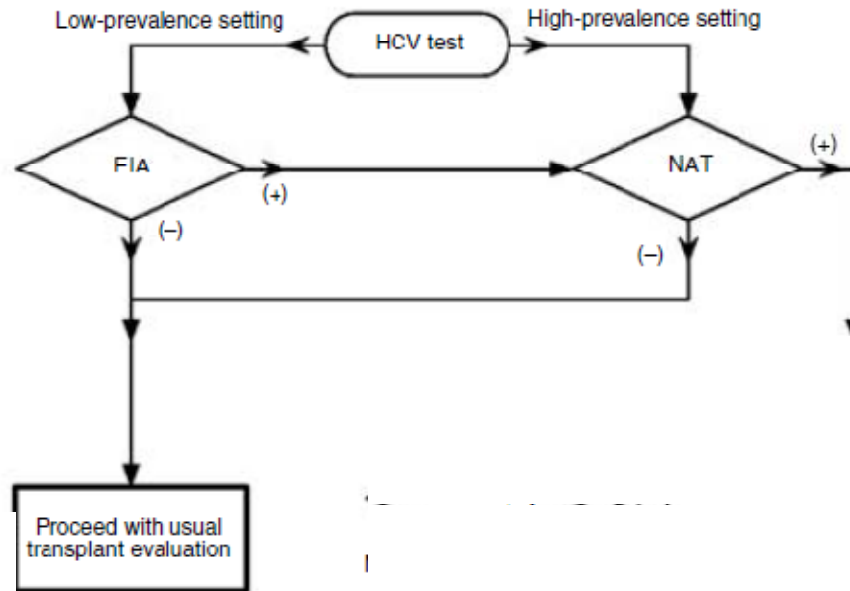 Low-prevalence setting
HCV test
High-prevalence setting
EIA
(+)
NAT
(+)
(–)
(–)
Proceed with usual
transplant evaluation